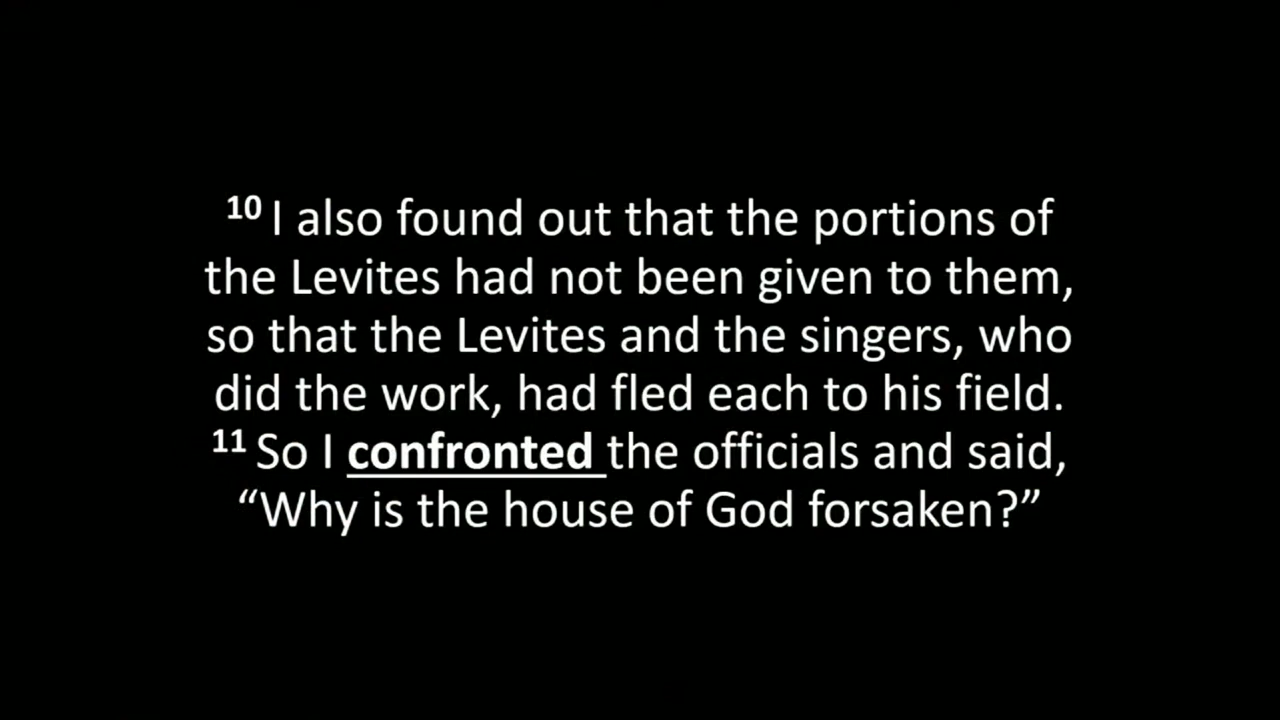 10 I also found out that the portions of
the Levites had not been given to them,
so that the Levites and the singers, who
did the work, had fled each to his field.
11 So I confronted the officials and said,
“Why is the house of God forsaken?”